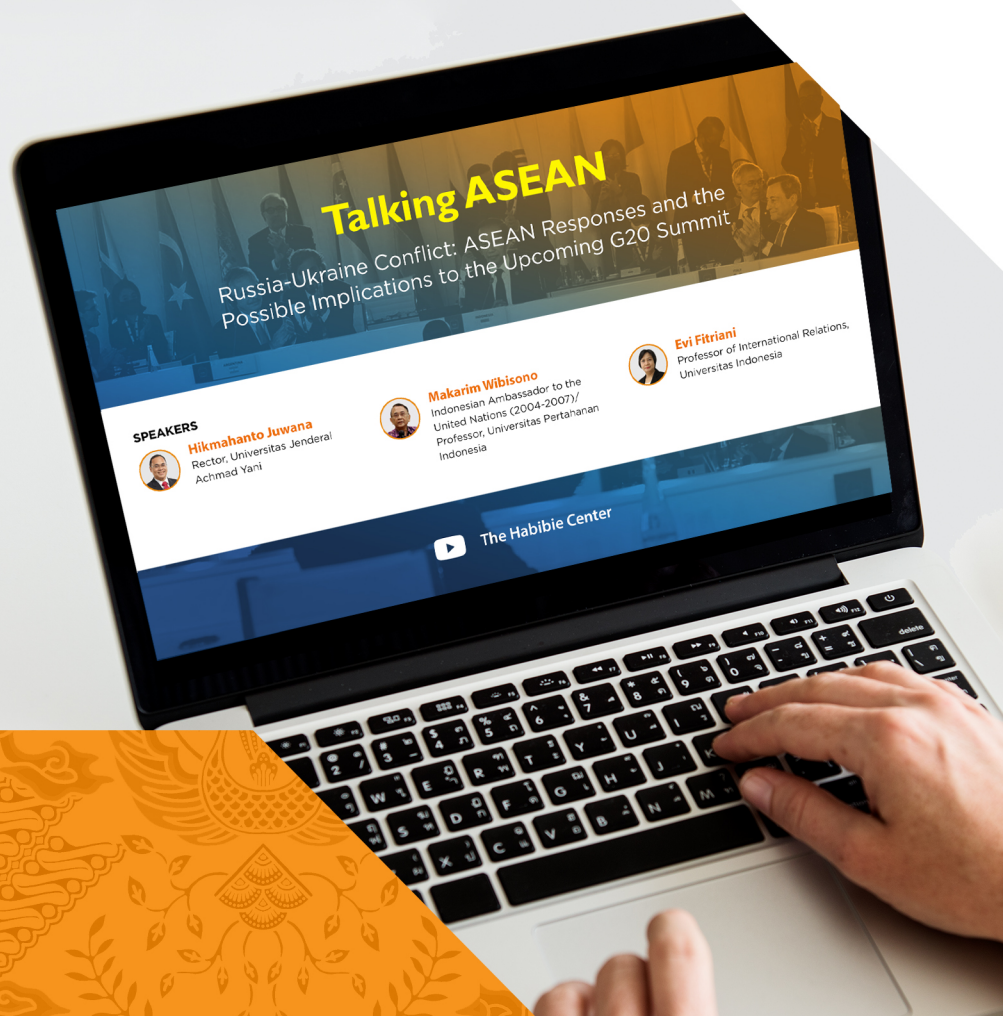 Talking ASEAN
Russia-Ukraine Conflict: ASEAN Responses and the
Possible Implications to the Upcoming G20 Summit
SPEAKERS
Hikmahanto Juwana
Rector, Universitas Jenderal
Achmad Yani
Makarim Wibisono
Indonesian Ambassador to the
United Nations (2004-2007)/
Professor, Universitas Pertahanan
Indonesia
Evi Fitriani
Professor of International Relations,
Universitas Indonesia
The Habibie Center
delete